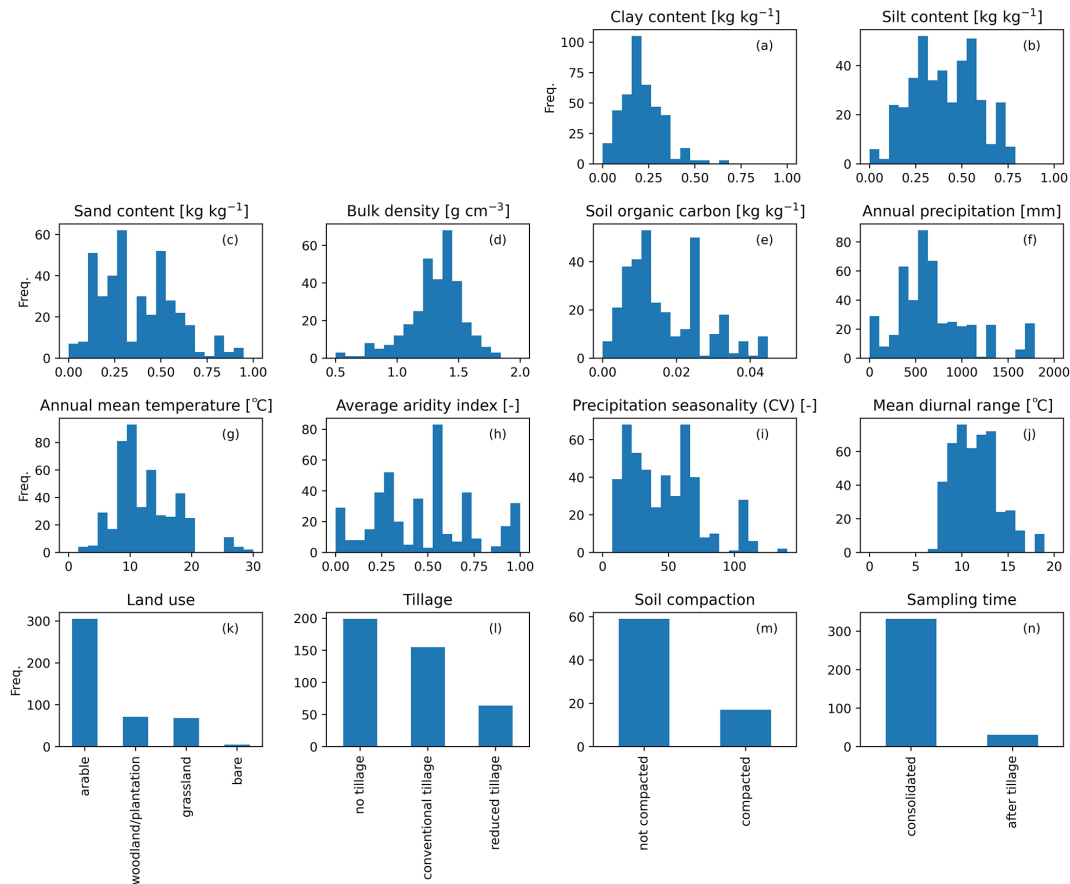 Clay content [kg kg⁻¹]
Silt content [kg kg⁻¹]
(a)
(b)
Freq.
100
75
50
25
0
0.00 0.25 0.50 0.75 1.00
40
20
0
0.00 0.25 0.50 0.75 1.00
Sand content [kg kg⁻¹]
Bulk density [g cm⁻³]
Soil organic carbon [kg kg⁻¹]
Annual precipitation [mm]
(c)
(d)
(e)
(f)
Freq.
60
40
20
0
0.00 0.25 0.50 0.75 1.00
60
40
20
0
0.5 1.0 1.5 2.0
40
20
0
0.00 0.02 0.04
80
60
40
20
0
0 500 1000 1500 2000
Annual mean temperature [°C]
Average aridity index [-]
Precipitation seasonality (CV) [-]
Mean diurnal range [°C]
(g)
(h)
(i)
(j)
Freq.
80
60
40
20
0
0 10 20 30
80
60
40
20
0
0.00 0.25 0.50 0.75 1.00
60
40
20
0
0 50 100
60
40
20
0
0 5 10 15 20
Land use
Tillage
Soil compaction
Sampling time
(k)
(l)
(m)
(n)
Freq.
300
200
100
0
arable
woodland/plantation
grassland
bare
200
150
100
50
0
no tillage
conventional tillage
reduced tillage
60
40
20
0
not compacted
compacted
300
200
100
0
consolidated
after tillage